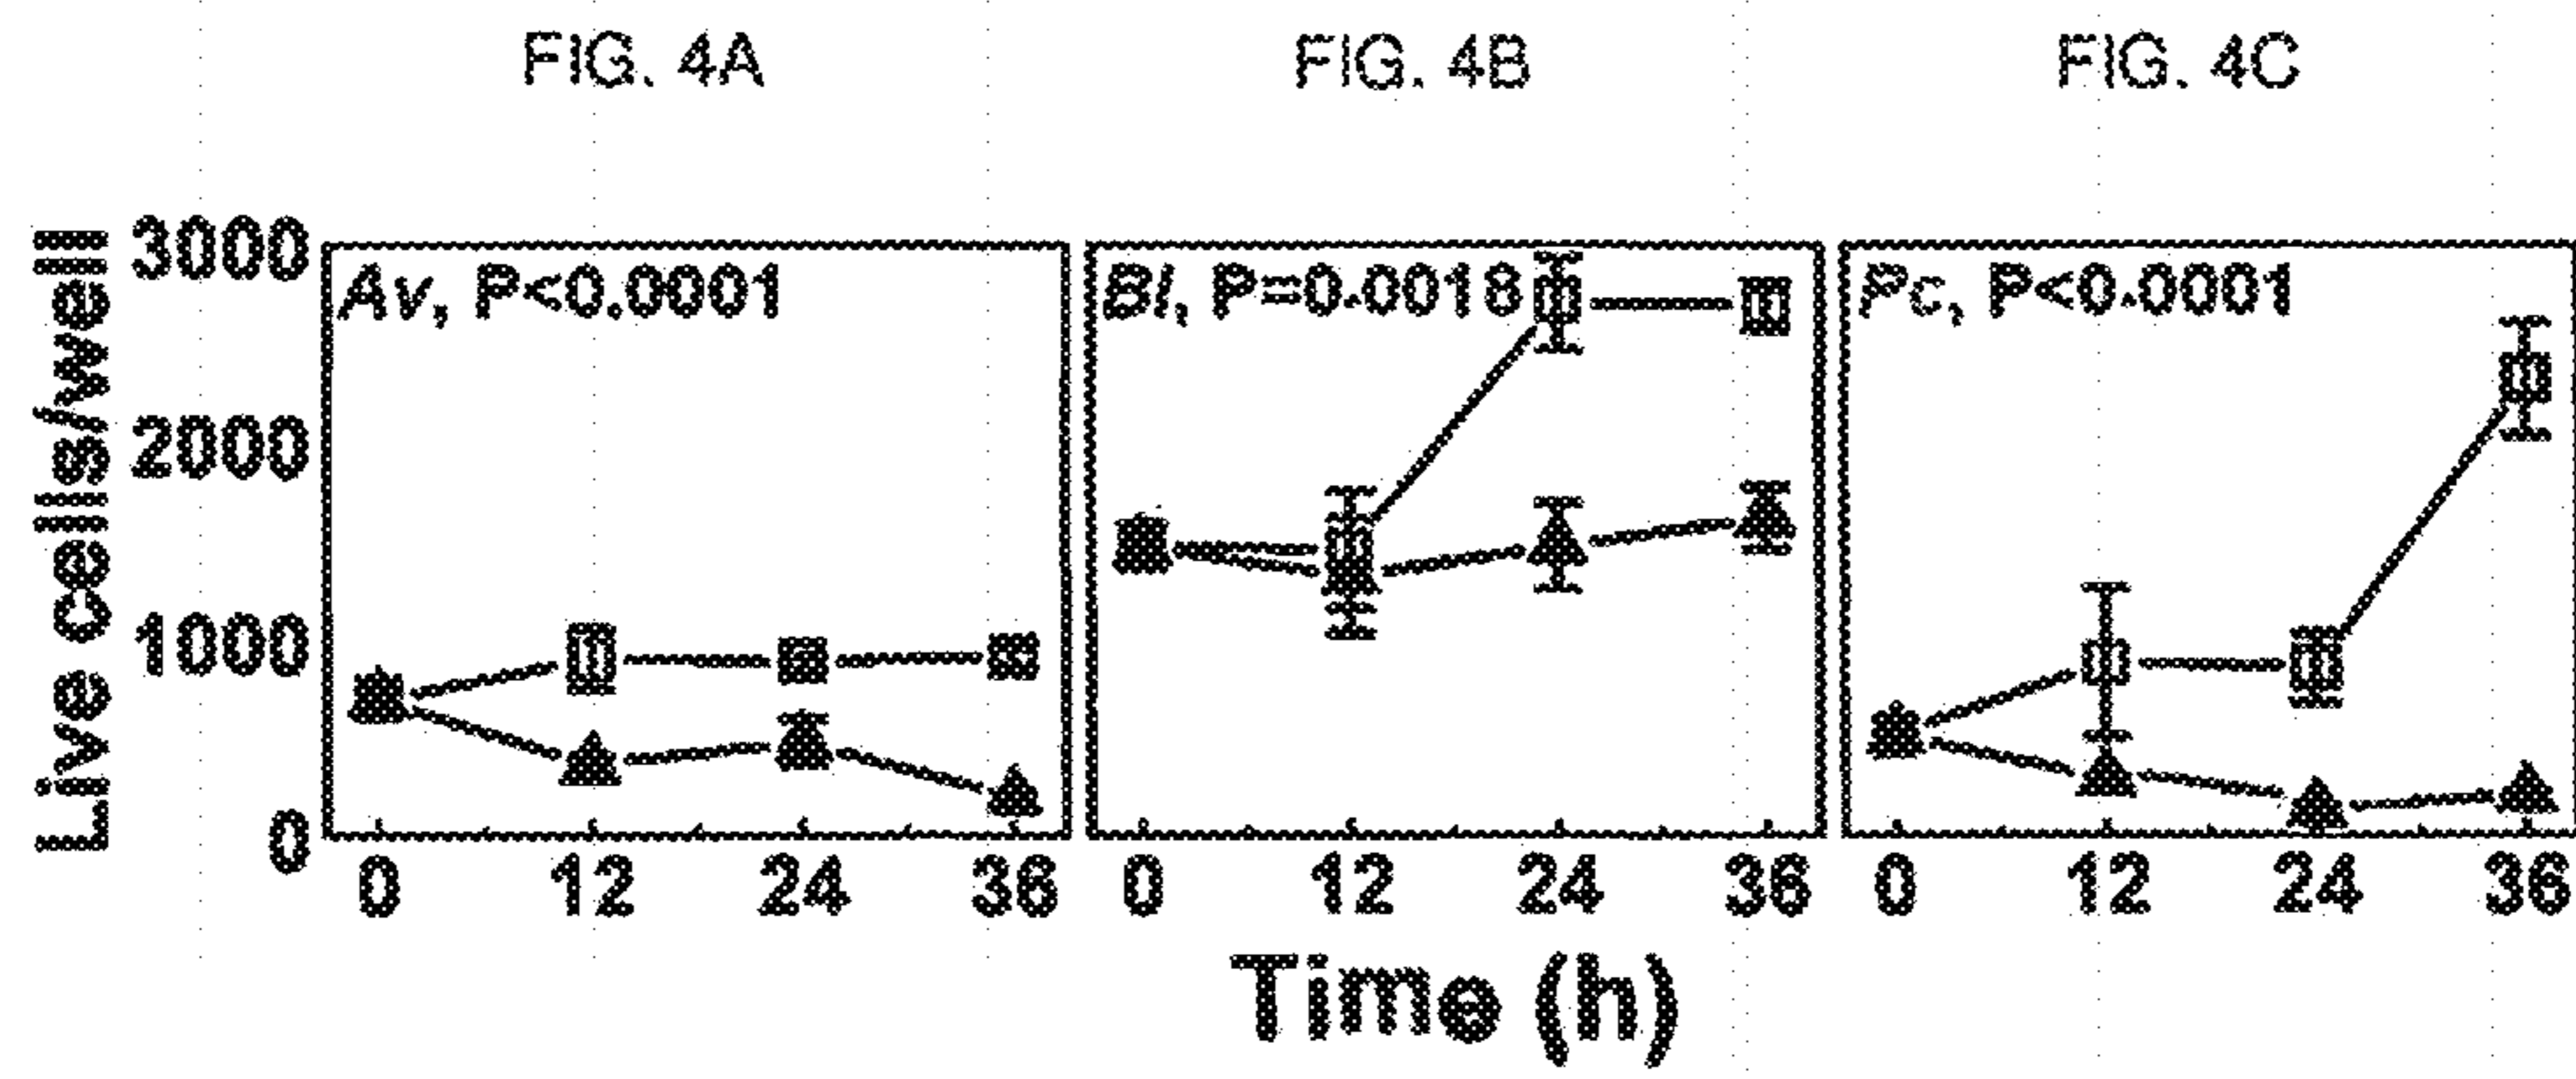 FIG. 4A
FIG. 4B
FIG. 4C
Live cells/well
3000
2000
1000
0
Av, P<0.0001
Bl, P=0.0018
Pc, P<0.0001
0 12 24 36
0 12 24 36
0 12 24 36
Time (h)